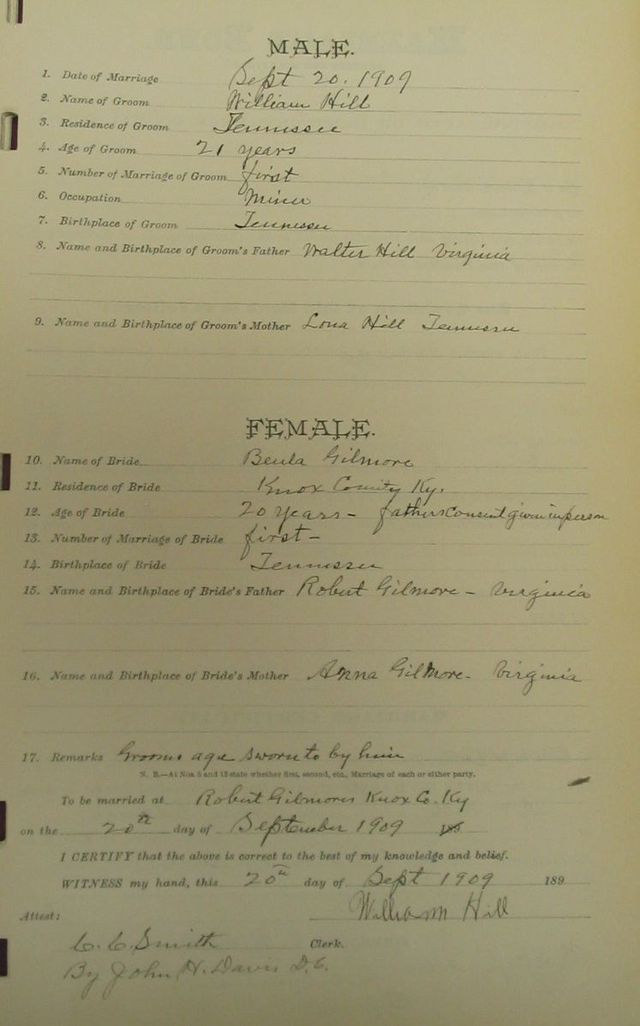 MALE.
1. Date of Marriage Sept 20. 1909
2. Name of Groom William Hill
3. Residence of Groom Tennessee
4. Age of Groom 21 years
5. Number of Marriage of Groom first
6. Occupation Miner
7. Birthplace of Groom Tennessee
8. Name and Birthplace of Groom's Father Walter Hill Virginia
9. Name and Birthplace of Groom's Mother Lona Hill Tennessee
FEMALE.
10. Name of Bride Beula Gilmore
11. Residence of Bride Knox County Ky.
12. Age of Bride 20 years - fathers consent given in person
13. Number of Marriage of Bride first -
14. Birthplace of Bride Tennessee
15. Name and Birthplace of Bride's Father Robert Gilmore - Virginia
16. Name and Birthplace of Bride's Mother Anna Gilmore - Virginia
17. Remarks Grooms age sworn to by him
N. B.—At Nos 5 and 13 state whether first, second, etc., Marriage of each or either party.
To be married at Robert Gilmores Knox Co. Ky
on the 20th day of September 1909 189
I CERTIFY that the above is correct to the best of my knowledge and belief.
WITNESS my hand, this 20th day of Sept 1909 189
William Hill
Attest:
C. C. Smith Clerk.
By John H. Davis D.C.